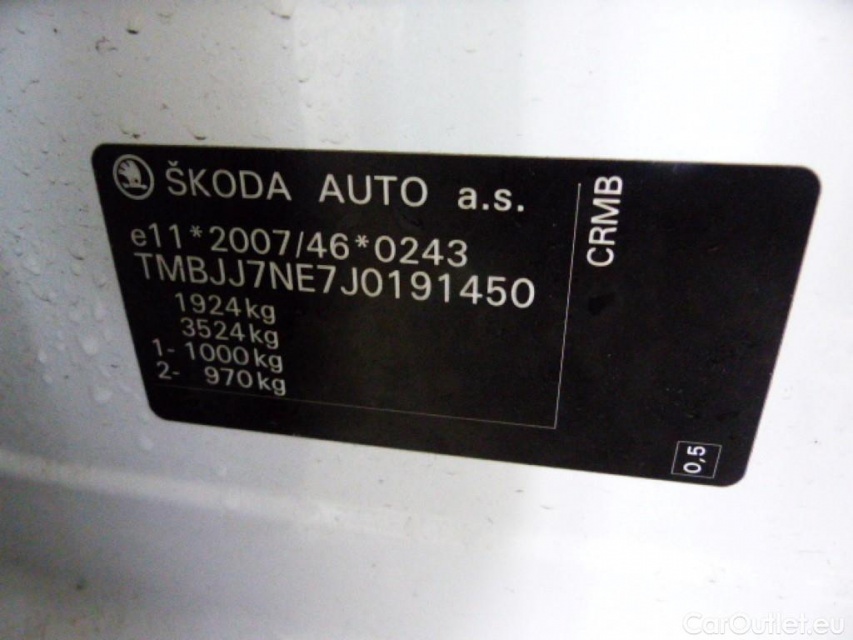 ŠKODA AUTO a.s.
e11*2007/46*0243
TMBJJ7NE7J0191450
1924kg
3524kg
1- 1000kg
2- 970kg
CRMB
0,5
CarOutlet.eu